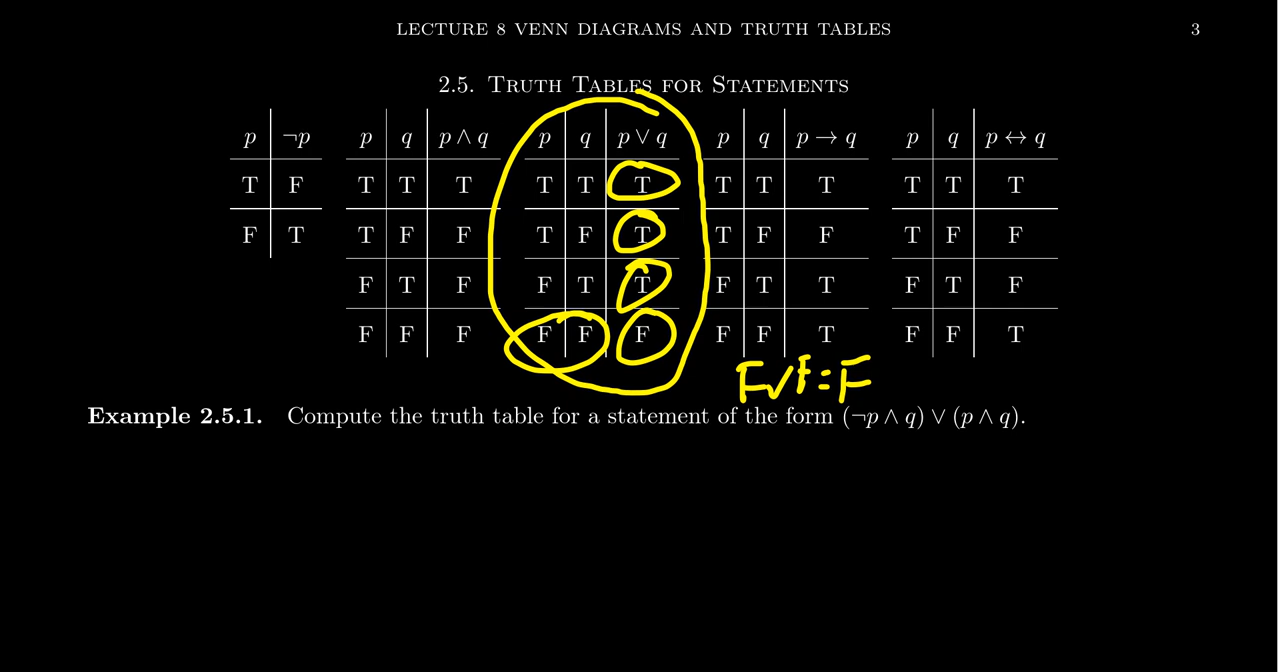 LECTURE 8 VENN DIAGRAMS AND TRUTH TABLES 3
2.5. TRUTH TABLES FOR STATEMENTS
p ¬p p q p ∧ q p q p ∨ q p q p → q p q p ↔ q
T F T T T T T T T T T T T T
F T T F F T F T T F F T F F
F T F F T T F T T F T F
F F F F F F F F T F F T
F∨F=F
Example 2.5.1. Compute the truth table for a statement of the form (¬p ∧ q) ∨ (p ∧ q).